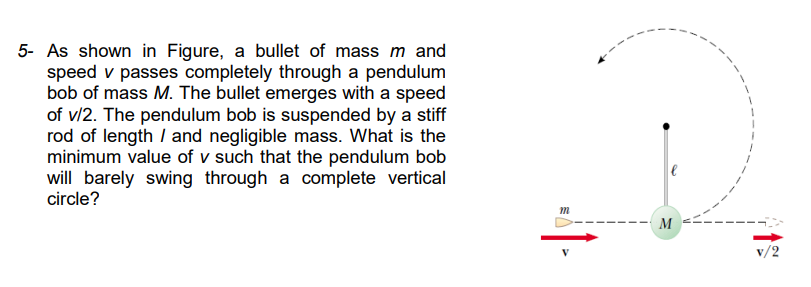 5- As shown in Figure, a bullet of mass m and
speed v passes completely through a pendulum
bob of mass M. The bullet emerges with a speed
of v/2. The pendulum bob is suspended by a stiff
rod of length l and negligible mass. What is the
minimum value of v such that the pendulum bob
will barely swing through a complete vertical
circle?
ℓ
m
M
v
v/2